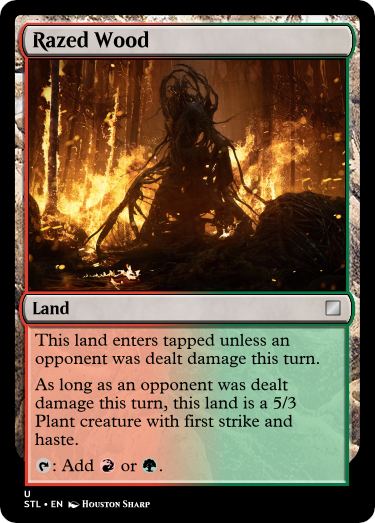 Razed Wood
Land
This land enters tapped unless an
opponent was dealt damage this turn.
As long as an opponent was dealt
damage this turn, this land is a 5/3
Plant creature with first strike and
haste.
: Add or .
U
STL • EN Houston Sharp